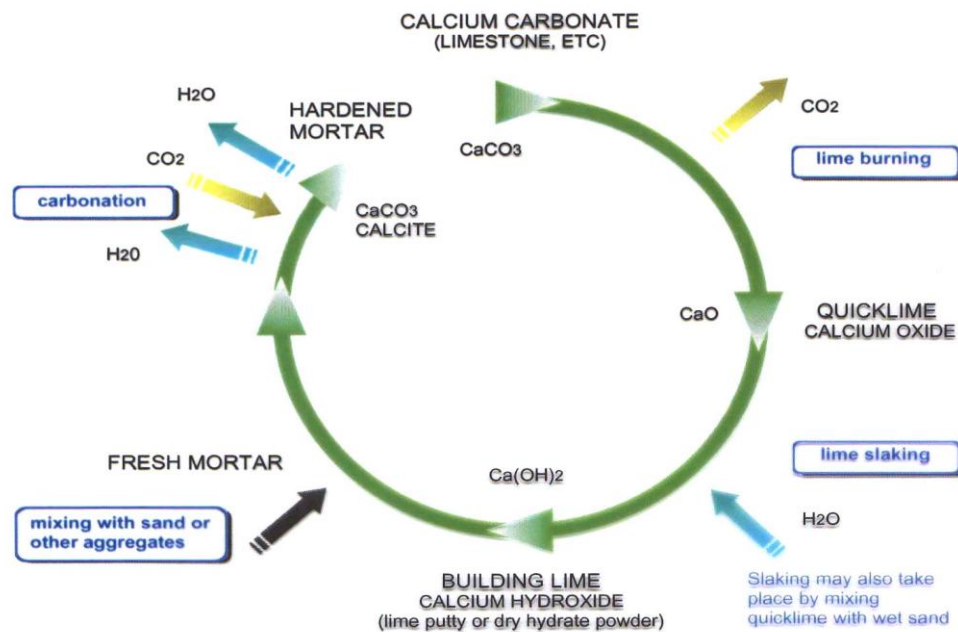 CALCIUM CARBONATE
(LIMESTONE, ETC)
CaCO3
CO2
lime burning
CaO
QUICKLIME
CALCIUM OXIDE
lime slaking
H2O
Slaking may also take
place by mixing
quicklime with wet sand
Ca(OH)2
BUILDING LIME
CALCIUM HYDROXIDE
(lime putty or dry hydrate powder)
FRESH MORTAR
mixing with sand or
other aggregates
H20
carbonation
CO2
H2O
HARDENED
MORTAR
CaCO3
CALCITE